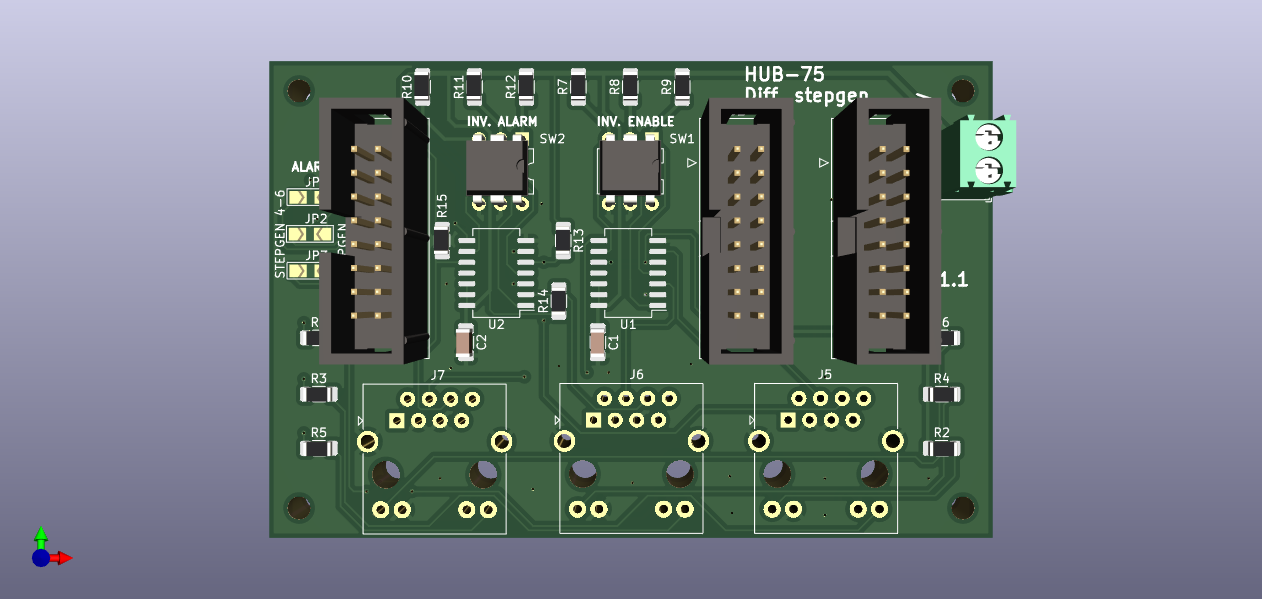 HUB-75
Diff. stepgen
R10
R11
R12
R7
R8
R9
INV. ALARM
INV. ENABLE
SW2
SW1
ALAR
JP
JP2
JP
STEPGEN 4-6
PGEN
R15
R13
R14
U2
U1
C2
C1
1.1
R
6
R3
R5
R4
R2
J7
J6
J5